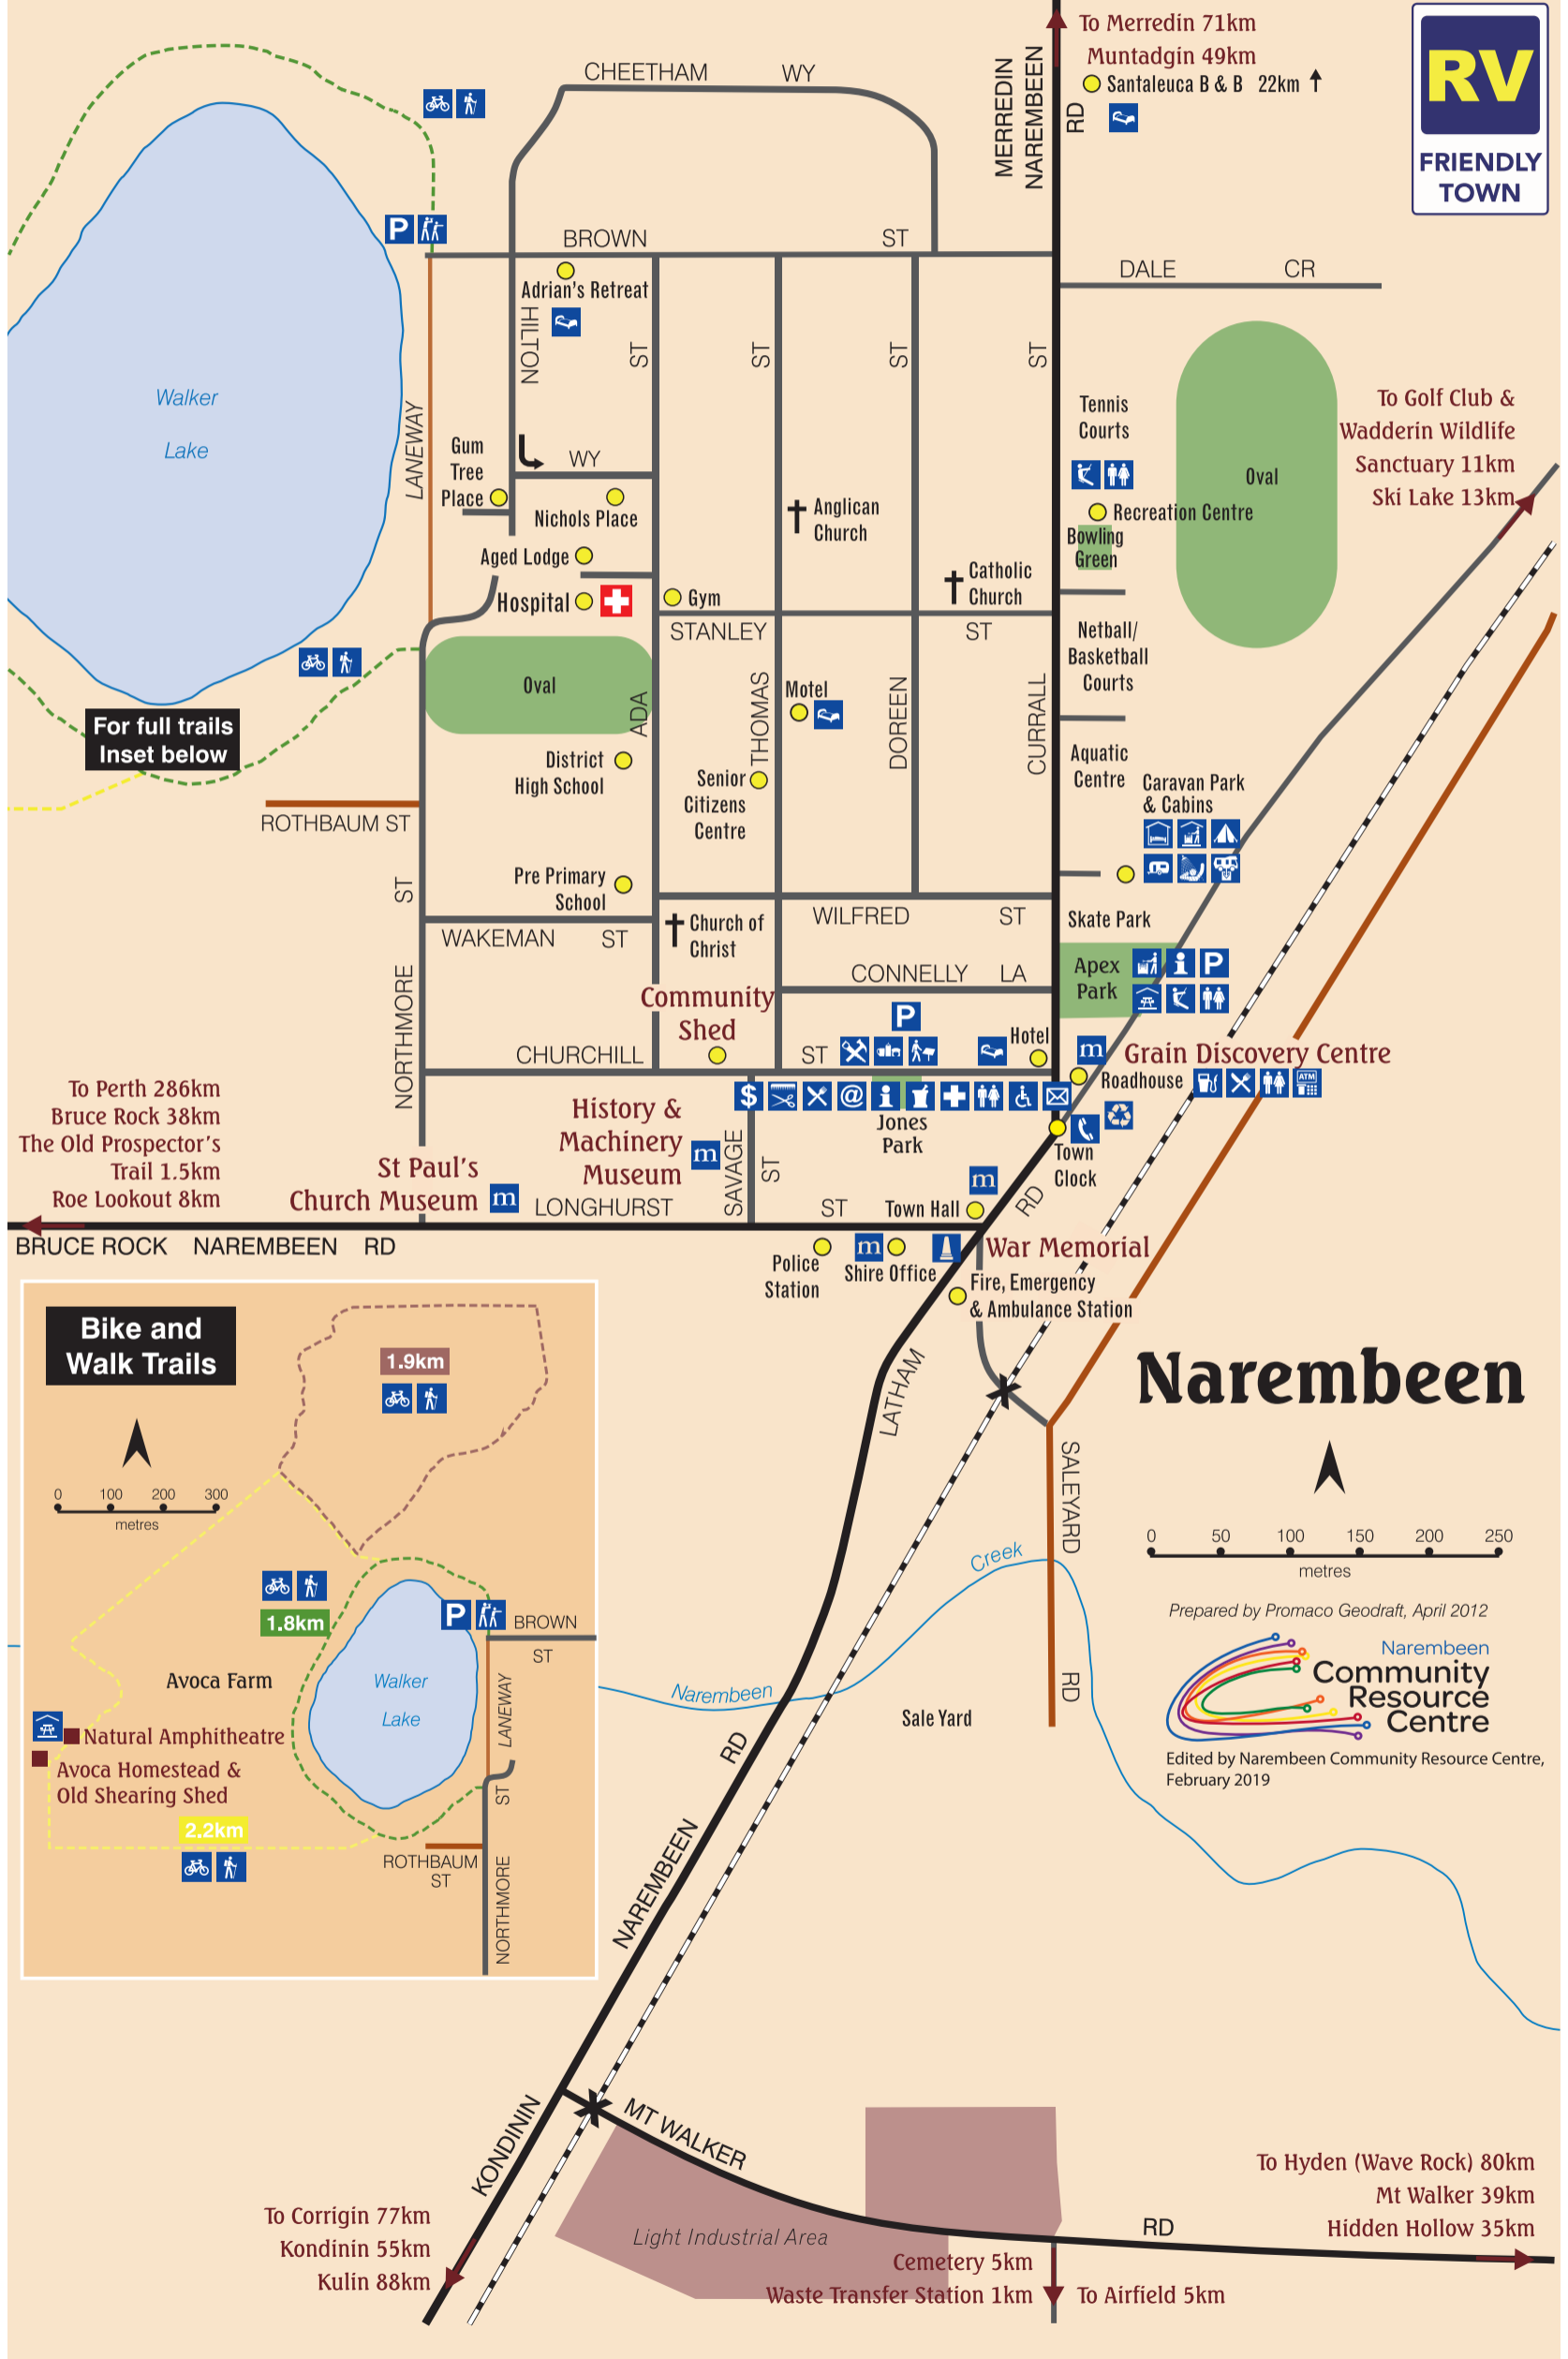 To Merredin 71km
Muntadgin 49km
Santaleuca B & B 22km
MERREDIN
NAREMBEEN
RD
RV
FRIENDLY
TOWN
CHEETHAM WY
P
BROWN ST
DALE CR
Adrian's Retreat
HILTON
ST
ST
ST
ST
Walker
Lake
LANEWAY
Gum
Tree
Place
WY
Nichols Place
Anglican
Church
Tennis
Courts
Oval
To Golf Club &
Wadderin Wildlife
Sanctuary 11km
Ski Lake 13km
Recreation Centre
Bowling
Green
Aged Lodge
Hospital
Gym
Catholic
Church
STANLEY ST
Netball/
Basketball
Courts
Oval
ADA
THOMAS
Motel
DOREEN
CURRALL
For full trails
Inset below
District
High School
Senior
Citizens
Centre
Aquatic
Centre
Caravan Park
& Cabins
ROTHBAUM ST
Pre Primary
School
ST
WAKEMAN ST
Church of
Christ
WILFRED ST
Skate Park
CONNELLY LA
Apex
Park
i P
NORTHMORE
Community
Shed
P
CHURCHILL ST
Hotel
m
Grain Discovery Centre
Roadhouse
ATM
$ @ i
Jones
Park
Town
Clock
To Perth 286km
Bruce Rock 38km
The Old Prospector's
Trail 1.5km
Roe Lookout 8km
St Paul's
Church Museum
m
History &
Machinery
Museum
m
SAVAGE
ST
LONGHURST ST
m
Town Hall
RD
BRUCE ROCK NAREMBEEN RD
Police
Station
m
Shire Office
War Memorial
Fire, Emergency
& Ambulance Station
LATHAM
Bike and
Walk Trails
1.9km
0 100 200 300
metres
1.8km
P
BROWN
ST
Avoca Farm
Walker
Lake
LANEWAY
Natural Amphitheatre
Avoca Homestead &
Old Shearing Shed
2.2km
ST
ROTHBAUM
ST
NORTHMORE
Narembeen
SALEYARD
RD
0 50 100 150 200 250
metres
Prepared by Promaco Geodraft, April 2012
Narembeen
Community
Resource
Centre
Edited by Narembeen Community Resource Centre,
February 2019
Narembeen
Creek
Sale Yard
RD
NAREMBEEN
KONDININ
MT WALKER
RD
Light Industrial Area
To Corrigin 77km
Kondinin 55km
Kulin 88km
To Hyden (Wave Rock) 80km
Mt Walker 39km
Hidden Hollow 35km
Cemetery 5km
Waste Transfer Station 1km
To Airfield 5km